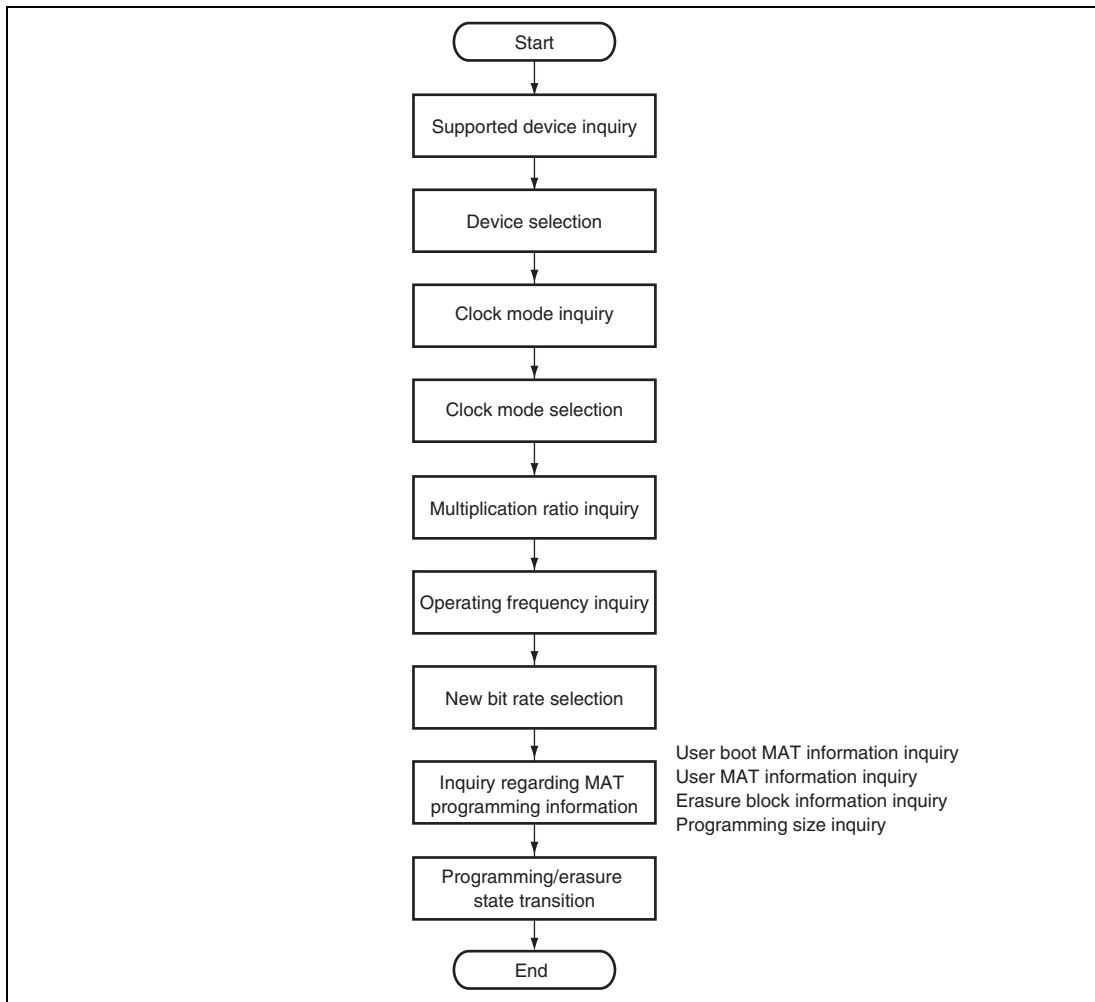 Start
Supported device inquiry
Device selection
Clock mode inquiry
Clock mode selection
Multiplication ratio inquiry
Operating frequency inquiry
New bit rate selection
Inquiry regarding MAT
programming information
User boot MAT information inquiry
User MAT information inquiry
Erasure block information inquiry
Programming size inquiry
Programming/erasure
state transition
End